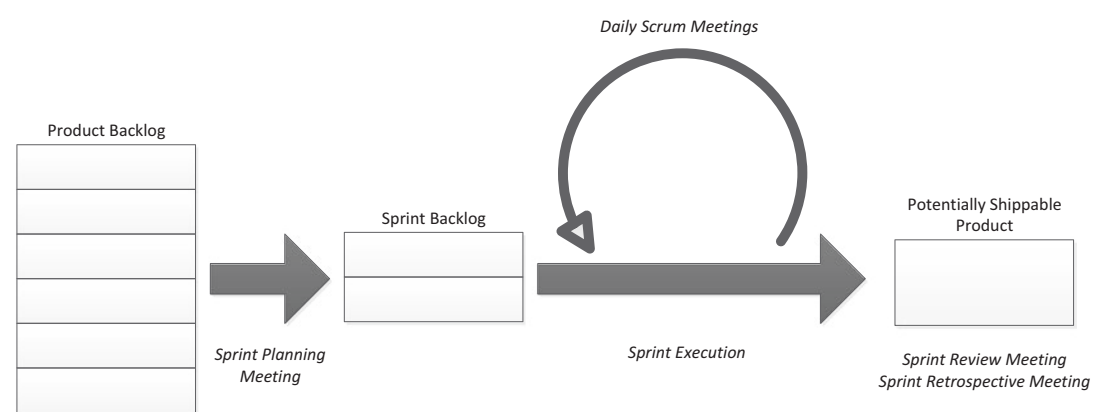 Daily Scrum Meetings
Product Backlog
Sprint Backlog
Potentially Shippable
Product
Sprint Planning
Meeting
Sprint Execution
Sprint Review Meeting
Sprint Retrospective Meeting